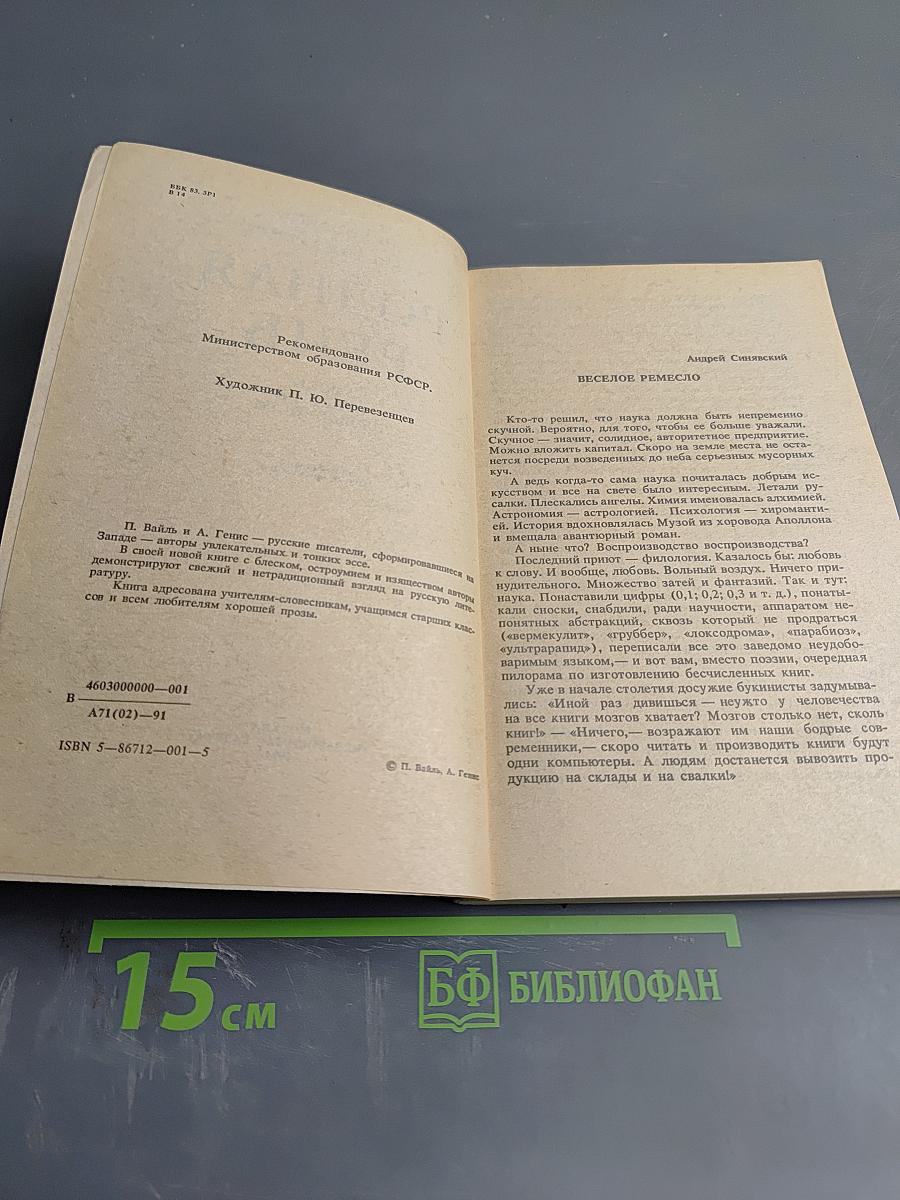 ББК 83. 3Р1
В 14
Рекомендовано
Министерством образования РСФСР.
Художник П. Ю. Перевезенцев
П. Вайль и А. Генис — русские писатели, сформировавшиеся на
Западе — авторы увлекательных и тонких эссе.
В своей новой книге с блеском, остроумием и изяществом авторы
демонстрируют свежий и нетрадиционный взгляд на русскую лите-
ратуру.
Книга адресована учителям-словесникам, учащимся старших клас-
сов и всем любителям хорошей прозы.
В 4603000000—001
А71(02)—91
ISBN 5—86712—001—5
© П. Вайль, А. Генис
Андрей Синявский
ВЕСЕЛОЕ РЕМЕСЛО
Кто-то решил, что наука должна быть непременно
скучной. Вероятно, для того, чтобы ее больше уважали.
Скучное — значит, солидное, авторитетное предприятие.
Можно вложить капитал. Скоро на земле места не оста-
нется посреди возведенных до неба серьезных мусорных
куч.
А ведь когда-то сама наука почиталась добрым ис-
кусством и все на свете было интересным. Летали ру-
салки. Плескались ангелы. Химия именовалась алхимией.
Астрономия — астрологией. Психология — хироманти-
ей. История вдохновлялась Музой из хоровода Аполлона
и вмещала авантюрный роман.
А ныне что? Воспроизводство воспроизводства?
Последний приют — филология. Казалось бы: любовь
к слову. И вообще, любовь. Вольный воздух. Ничего при-
нудительного. Множество затей и фантазий. Так и тут:
наука. Понаставили цифры (0,1; 0,2; 0,3 и т. д.), понаты-
кали сноски, снабдили, ради научности, аппаратом не-
понятных абстракций, сквозь который не продраться
(«вермекулит», «груббер», «локсодрома», «парабиоз»,
«ультрарапид»), переписали все это заведомо неудобо-
варимым языком,— и вот вам, вместо поэзии, очередная
пилорама по изготовлению бесчисленных книг.
Уже в начале столетия досужие букинисты задумыва-
лись: «Иной раз дивишься — неужто у человечества
на все книги мозгов хватает? Мозгов столько нет, сколь
книг!» — «Ничего,— возражают им наши бодрые сов-
ременники,— скоро читать и производить книги будут
одни компьютеры. А людям достанется вывозить про-
дукцию на склады и на свалки!»
15 см
БФ БИБЛИОФАН